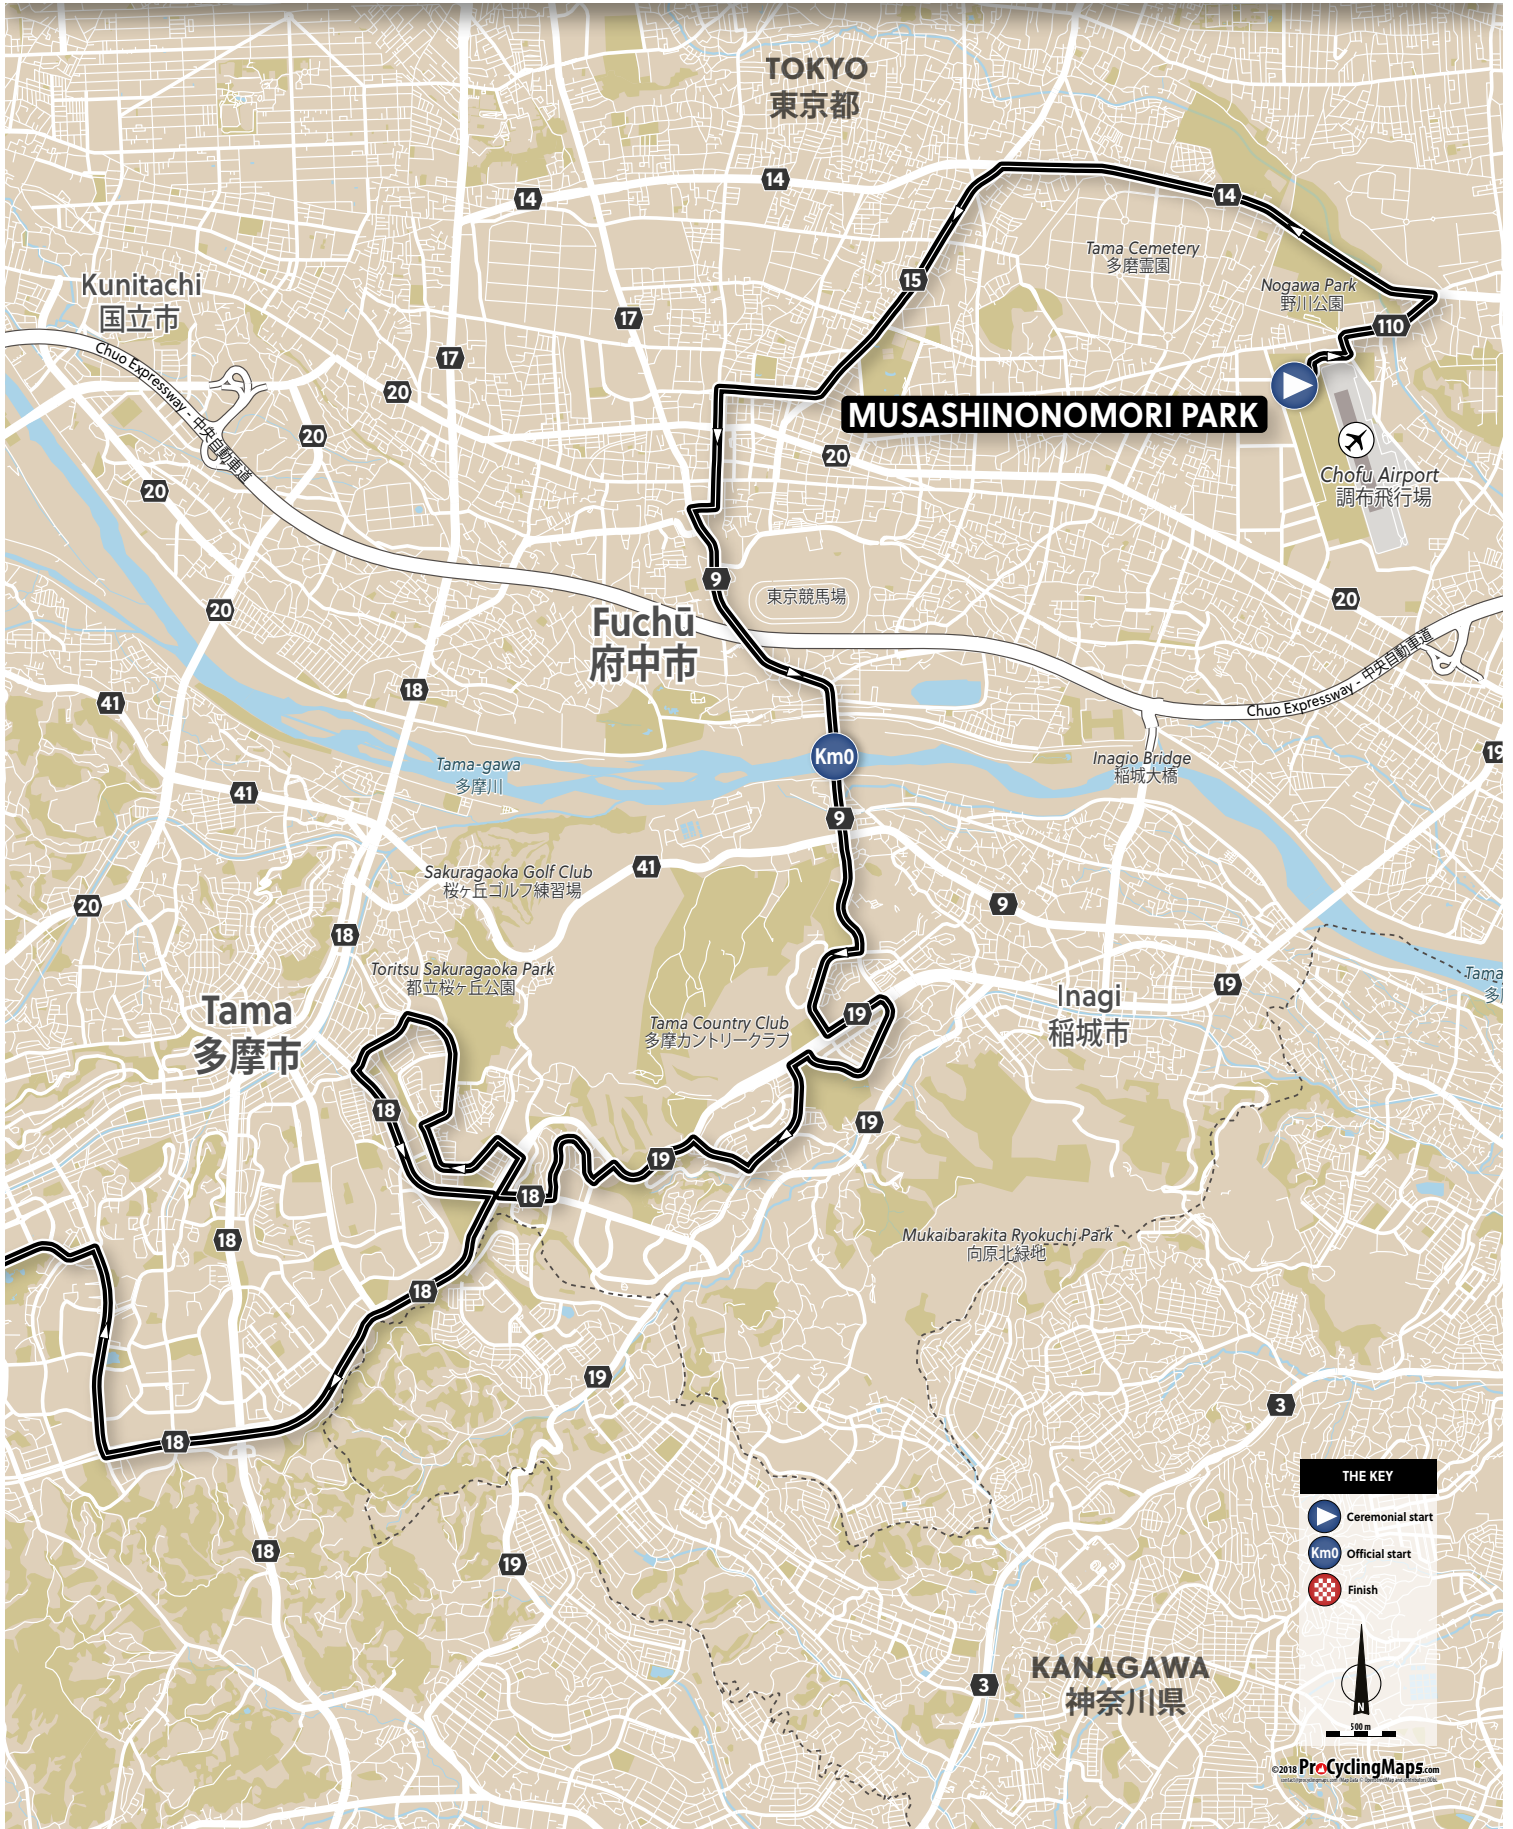 TOKYO
東京都
14
14
14
Tama Cemetery
多磨霊園
15
Nogawa Park
野川公園
110
Kunitachi
国立市
17
17
Chuo Expressway - 中央自動車道
20
20
20
MUSASHINONOMORI PARK
20
Chofu Airport
調布飛行場
9
東京競馬場
20
20
Fuchū
府中市
Chuo Expressway - 中央自動車道
41
18
19
Km0
Tama-gawa
多摩川
Inagio Bridge
稲城大橋
41
9
Sakuragaoka Golf Club
桜ヶ丘ゴルフ練習場
41
20
9
18
Toritsu Sakuragaoka Park
都立桜ヶ丘公園
19
Tama
多
Inagi
稲城市
Tama
多摩市
19
Tama Country Club
多摩カントリークラブ
18
19
19
18
18
Mukaibarakita Ryokuchi Park
向原北緑地
18
19
3
18
THE KEY
Ceremonial start
Km0 Official start
Finish
18
19
KANAGAWA
神奈川県
3
N
500 m
©2018 ProCyclingMaps.com